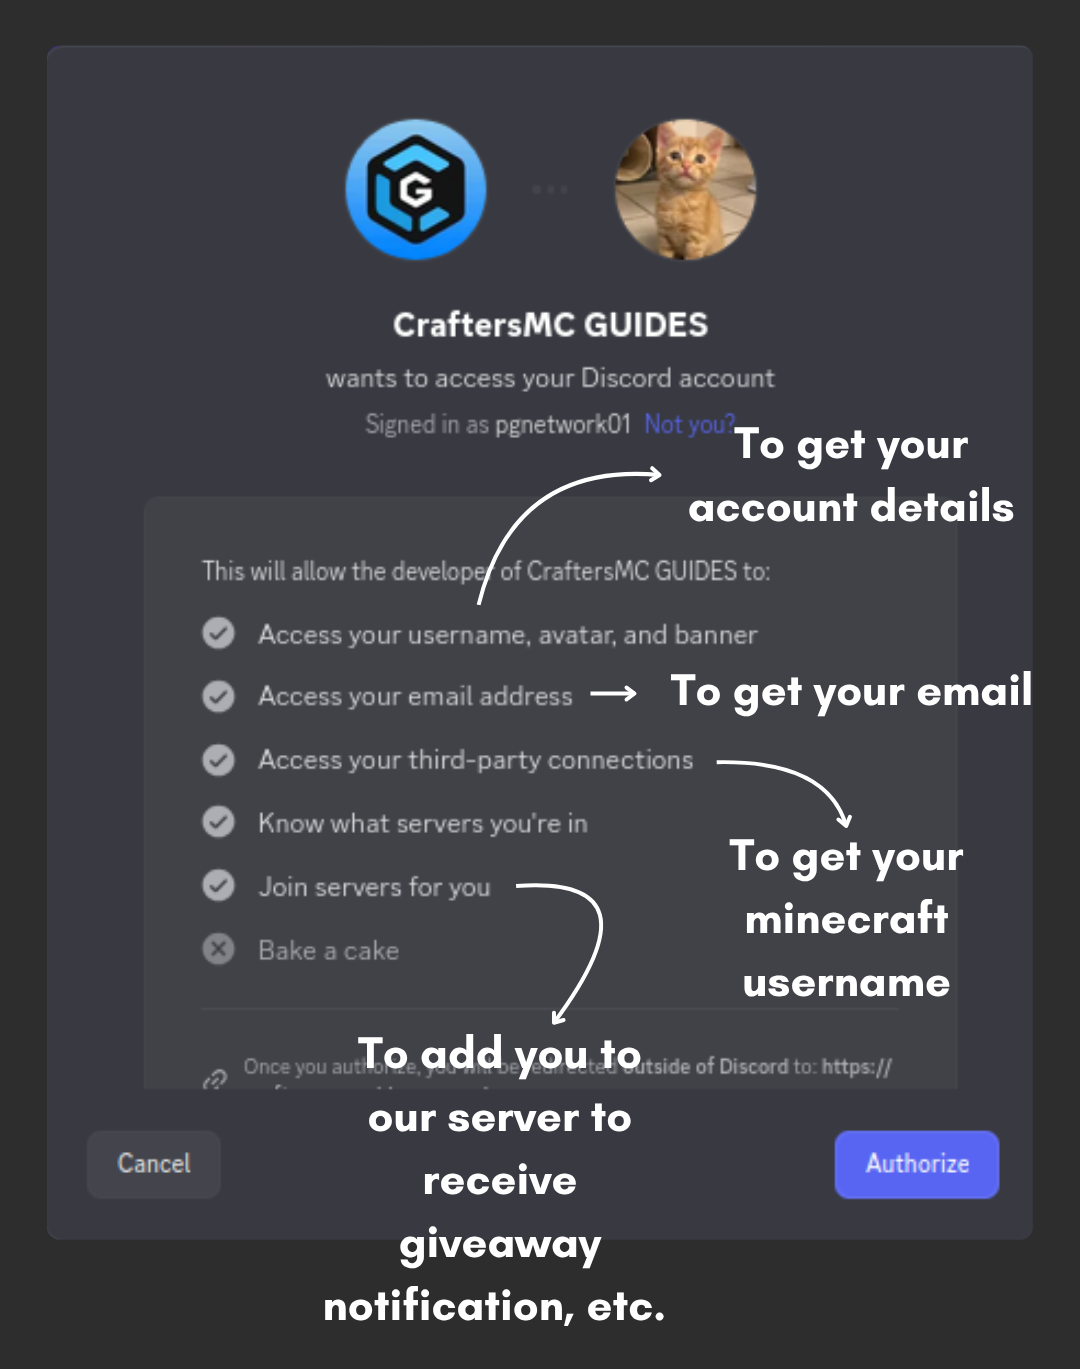 G
CraftersMC GUIDES
wants to access your Discord account
Signed in as pgnetwork01 Not you?
To get your
account details
This will allow the developer of CraftersMC GUIDES to:
Access your username, avatar, and banner
Access your email address
To get your email
Access your third-party connections
Know what servers you're in
To get your
minecraft
username
Join servers for you
Bake a cake
To add you to
our server to
receive
giveaway
notification, etc.
Once you authorize, you will be redirected outside of Discord to: https://
Cancel
Authorize